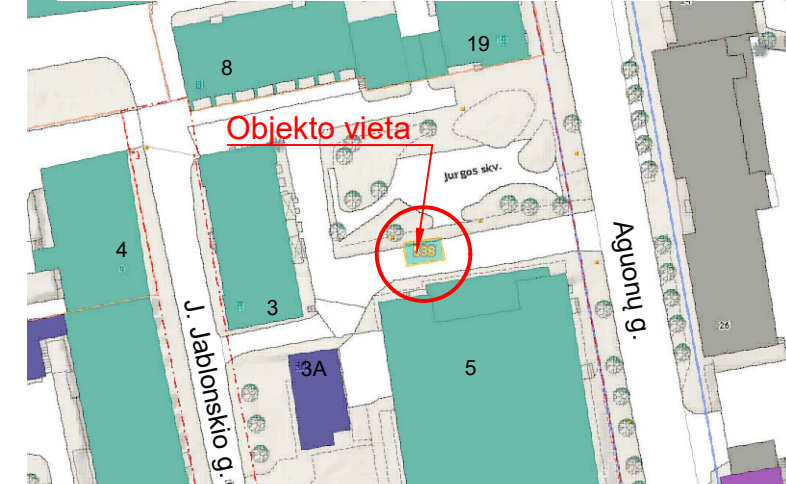 19
8
Objekto vieta
Jurgos skv.
4
3
3A
5
J. Jablonskio g.
Aguonų g.
26